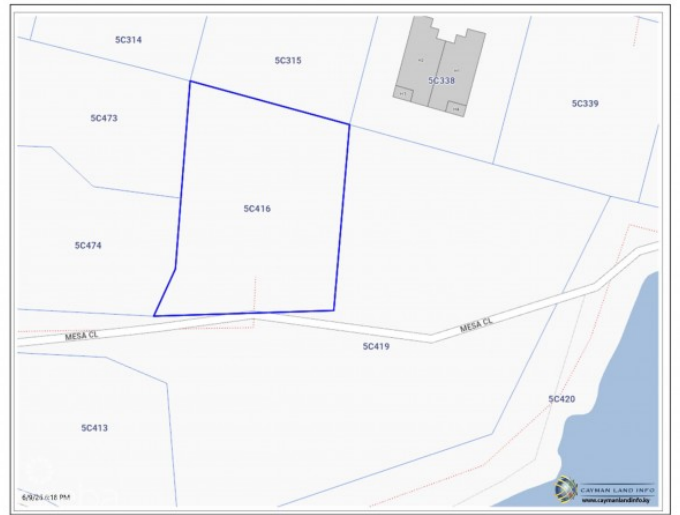 5C314
5C315
5C338
5C339
5C473
5C416
5C474
MESA CL
MESA CL
5C419
5C420
5C413
CAYMAN LAND INFO
www.caymanlandinfo.ky